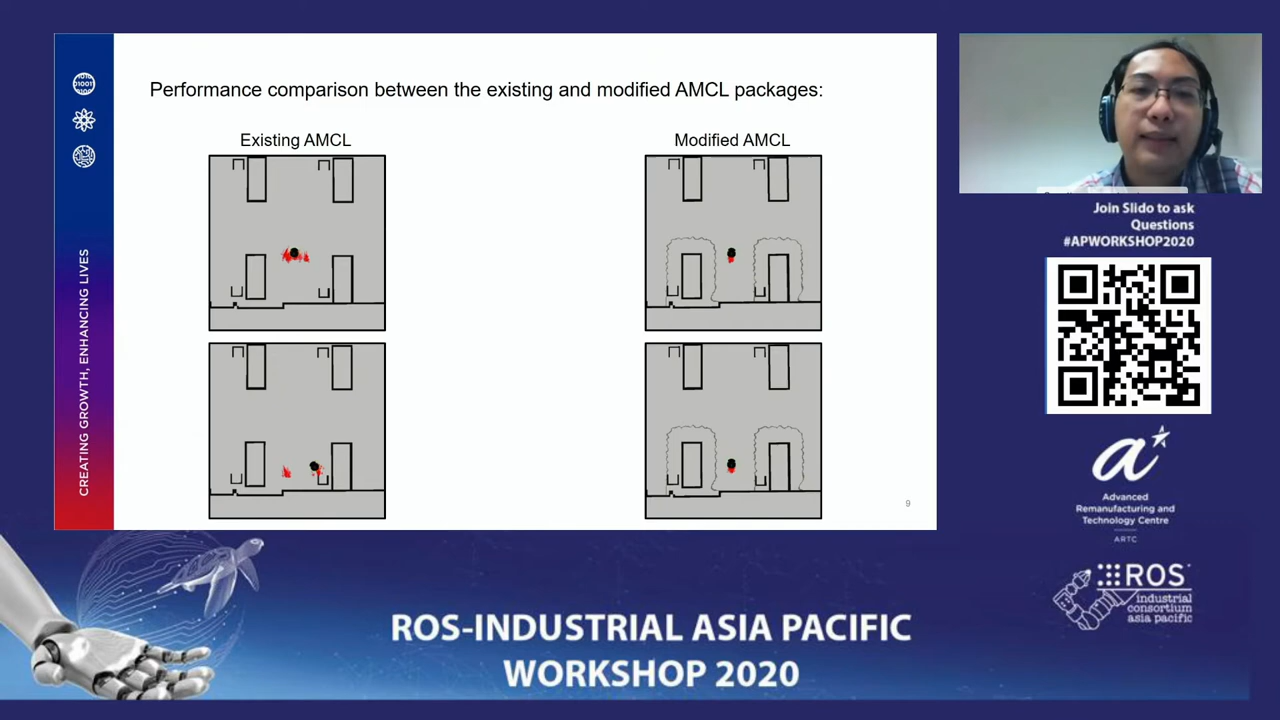 CREATING GROWTH, ENHANCING LIVES
Performance comparison between the existing and modified AMCL packages:
Existing AMCL
Modified AMCL
9
Join Slido to ask
Questions
#APWORKSHOP2020
Advanced
Remanufacturing and
Technology Centre
ARTC
ROS
industrial
consortium
asia pacific
ROS-INDUSTRIAL ASIA PACIFIC
WORKSHOP 2020